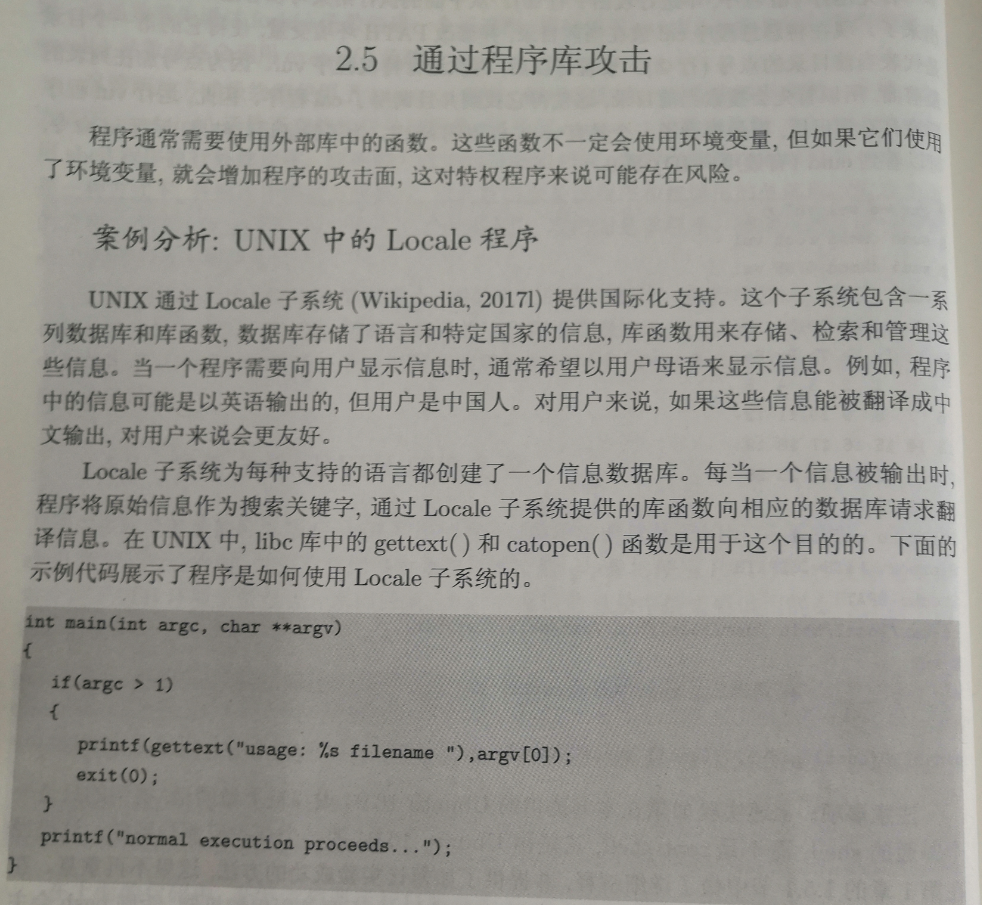 2.5 通过程序库攻击
程序通常需要使用外部库中的函数。这些函数不一定会使用环境变量, 但如果它们使用
了环境变量, 就会增加程序的攻击面, 这对特权程序来说可能存在风险。
案例分析: UNIX 中的 Locale 程序
UNIX 通过 Locale 子系统 (Wikipedia, 2017l) 提供国际化支持。这个子系统包含一系
列数据库和库函数, 数据库存储了语言和特定国家的信息, 库函数用来存储、检索和管理这
些信息。当一个程序需要向用户显示信息时, 通常希望以用户母语来显示信息。例如, 程序
中的信息可能是以英语输出的, 但用户是中国人。对用户来说, 如果这些信息能被翻译成中
文输出, 对用户来说会更友好。
Locale 子系统为每种支持的语言都创建了一个信息数据库。每当一个信息被输出时,
程序将原始信息作为搜索关键字, 通过 Locale 子系统提供的库函数向相应的数据库请求翻
译信息。在 UNIX 中, libc 库中的 gettext( ) 和 catopen( ) 函数是用于这个目的的。下面的
示例代码展示了程序是如何使用 Locale 子系统的。
int main(int argc, char **argv)
{
if(argc > 1)
{
printf(gettext("usage: %s filename "),argv[0]);
exit(0);
}
printf("normal execution proceeds...");
}